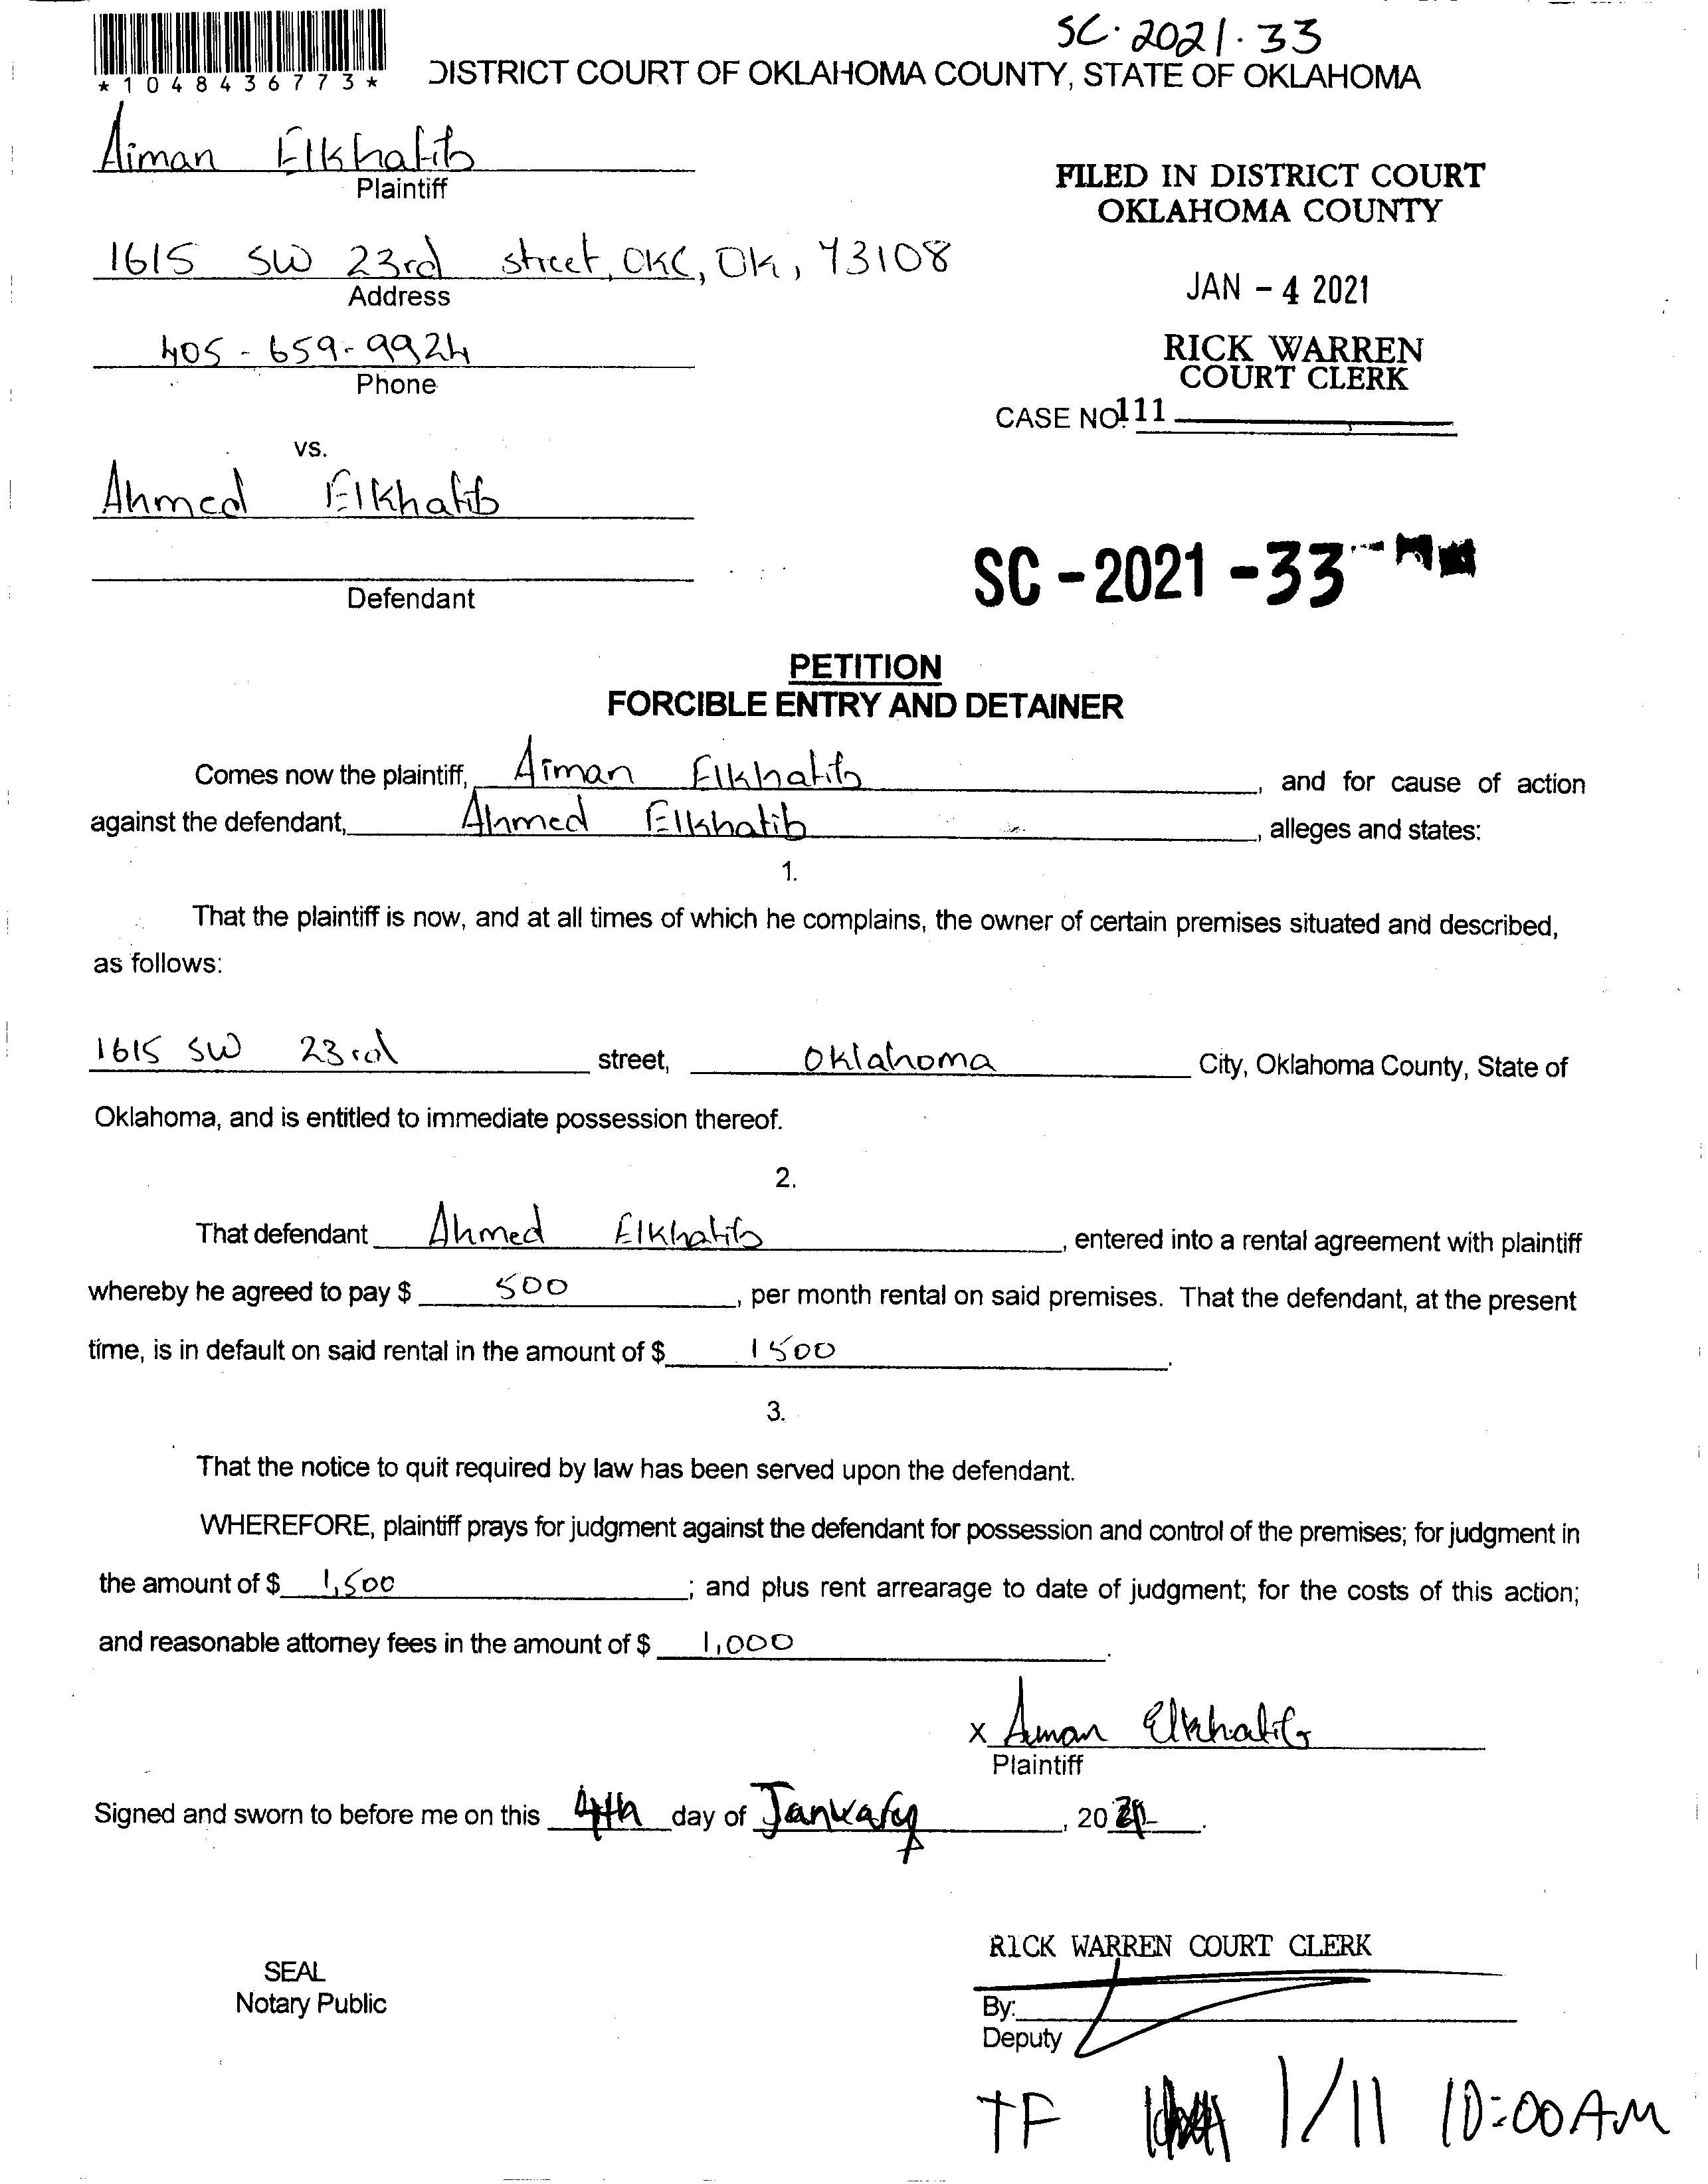 SC-2021-33
*1048436773*
DISTRICT COURT OF OKLAHOMA COUNTY, STATE OF OKLAHOMA
Aiman Elkhatib
Plaintiff
FILED IN DISTRICT COURT
OKLAHOMA COUNTY
1615 SW 23rd street, OKC, OK, 73108
Address
JAN - 4 2021
405-659-9924
Phone
RICK WARREN
COURT CLERK
CASE NO. 111
vs.
Ahmed Elkhatib
Defendant
SC - 2021 - 33
PETITION
FORCIBLE ENTRY AND DETAINER
Comes now the plaintiff, Aiman Elkhatib, and for cause of action
against the defendant, Ahmed Elkhatib, alleges and states:
1.
That the plaintiff is now, and at all times of which he complains, the owner of certain premises situated and described,
as follows:
1615 SW 23rd street, Oklahoma City, Oklahoma County, State of
Oklahoma, and is entitled to immediate possession thereof.
2.
That defendant Ahmed Elkhatib, entered into a rental agreement with plaintiff
whereby he agreed to pay $ 500, per month rental on said premises. That the defendant, at the present
time, is in default on said rental in the amount of $ 1500.
3.
That the notice to quit required by law has been served upon the defendant.
WHEREFORE, plaintiff prays for judgment against the defendant for possession and control of the premises; for judgment in
the amount of $ 1,500; and plus rent arrearage to date of judgment; for the costs of this action;
and reasonable attorney fees in the amount of $ 1,000.
X Aiman Elkhatib
Plaintiff
Signed and sworn to before me on this 4th day of January, 2021.
RICK WARREN COURT CLERK
SEAL
Notary Public
By:
Deputy
TF 1/11 10:00 AM